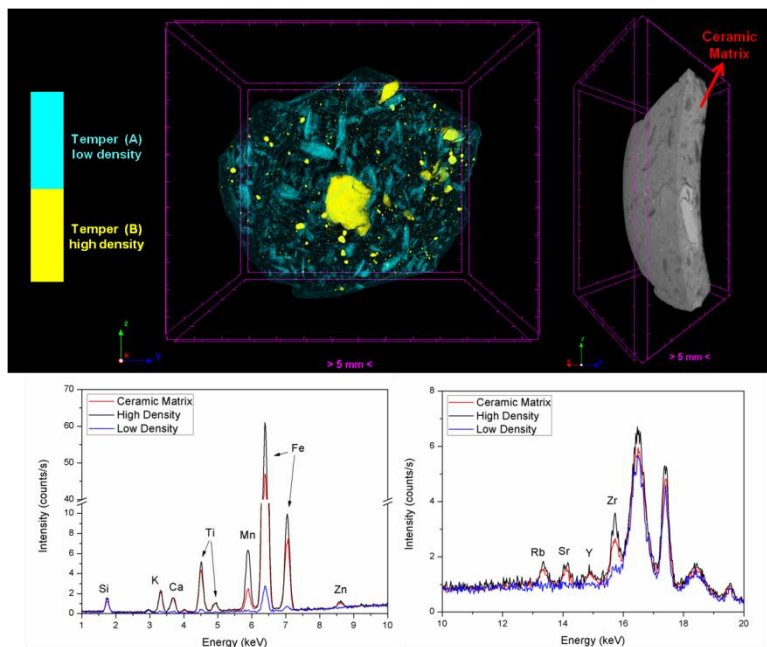 Temper (A)
low density
Temper (B)
high density
> 5 mm <
Ceramic
Matrix
> 5 mm <
Ceramic Matrix
High Density
Low Density
Fe
Ti
Mn
K
Ca
Si
Zn
Intensity (counts/s)
70
60
50
40
10
8
6
4
2
0
1 2 3 4 5 6 7 8 9 10
Energy (keV)
Ceramic Matrix
High Density
Low Density
Zr
Rb
Sr
Y
Intensity (counts/s)
8
6
4
2
0
10 12 14 16 18 20
Energy (keV)